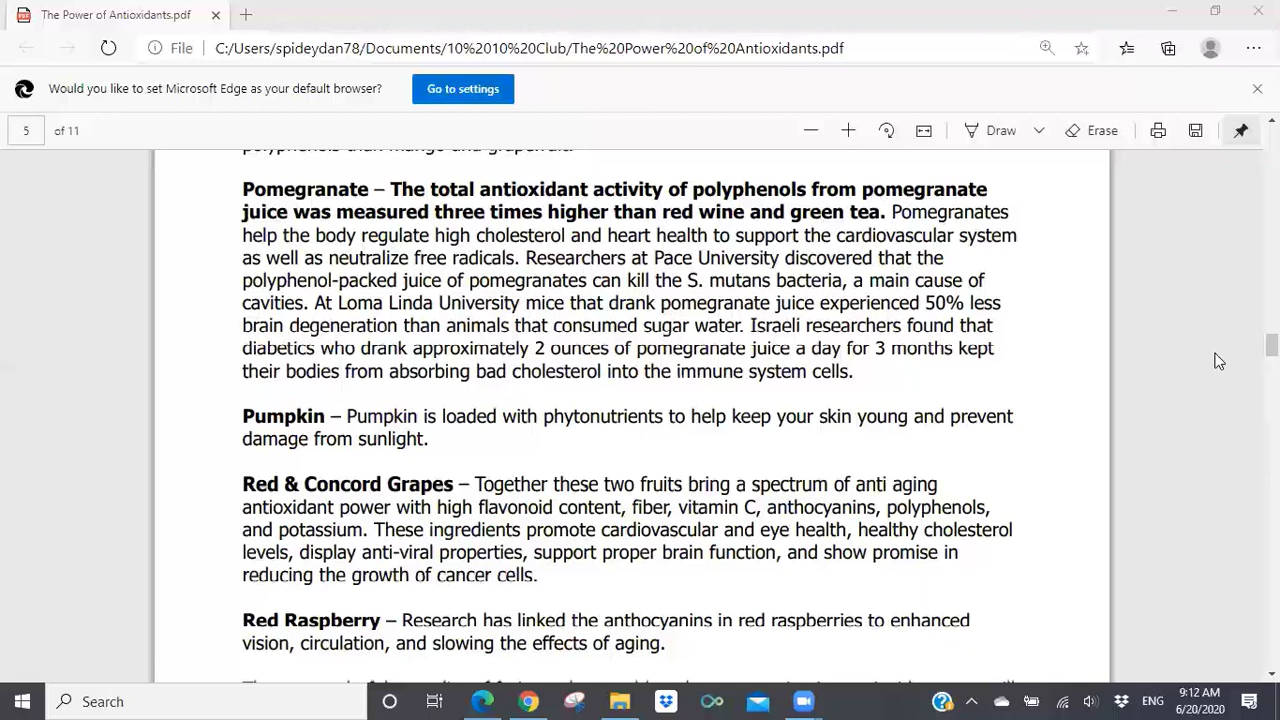 The Power of Antioxidants.pdf
File C:/Users/spideydan78/Documents/10%2010%20Club/The%20Power%20of%20Antioxidants.pdf
Would you like to set Microsoft Edge as your default browser? Go to settings
5 of 11 Draw Erase
polyphenols than mango and grapefruit.
Pomegranate – The total antioxidant activity of polyphenols from pomegranate
juice was measured three times higher than red wine and green tea. Pomegranates
help the body regulate high cholesterol and heart health to support the cardiovascular system
as well as neutralize free radicals. Researchers at Pace University discovered that the
polyphenol-packed juice of pomegranates can kill the S. mutans bacteria, a main cause of
cavities. At Loma Linda University mice that drank pomegranate juice experienced 50% less
brain degeneration than animals that consumed sugar water. Israeli researchers found that
diabetics who drank approximately 2 ounces of pomegranate juice a day for 3 months kept
their bodies from absorbing bad cholesterol into the immune system cells.
Pumpkin – Pumpkin is loaded with phytonutrients to help keep your skin young and prevent
damage from sunlight.
Red & Concord Grapes – Together these two fruits bring a spectrum of anti aging
antioxidant power with high flavonoid content, fiber, vitamin C, anthocyanins, polyphenols,
and potassium. These ingredients promote cardiovascular and eye health, healthy cholesterol
levels, display anti-viral properties, support proper brain function, and show promise in
reducing the growth of cancer cells.
Red Raspberry – Research has linked the anthocyanins in red raspberries to enhanced
vision, circulation, and slowing the effects of aging.
Search
ENG
9:12 AM
6/20/2020